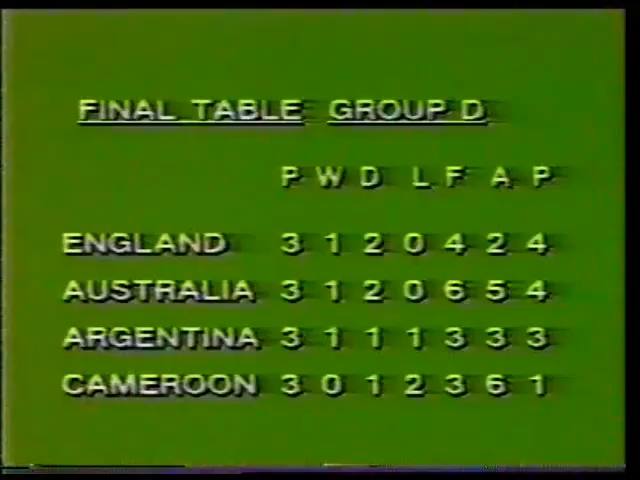 FINAL TABLE GROUP D
P W D L F A P
ENGLAND 3 1 2 0 4 2 4
AUSTRALIA 3 1 2 0 6 5 4
ARGENTINA 3 1 1 1 3 3 3
CAMEROON 3 0 1 2 3 6 1